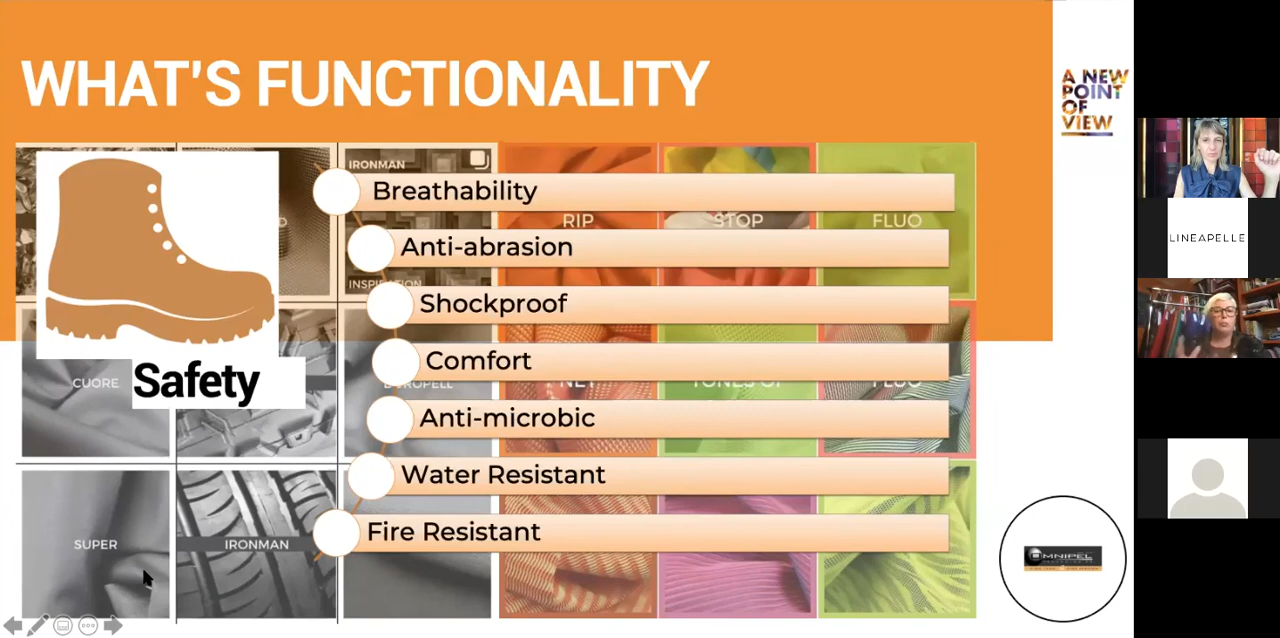 WHAT'S FUNCTIONALITY
A NEW
POINT
OF
VIEW
IRONMAN
Breathability
RIP
STOP
FLUO
Anti-abrasion
LINEAPELLE
Shockproof
Comfort
CUORE
Safety
FLUO
Anti-microbic
Water Resistant
Fire Resistant
SUPER
IRONMAN
OMNIPEL